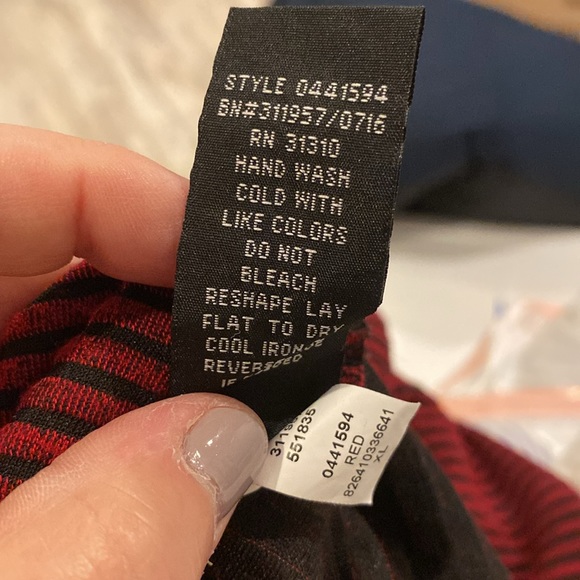 STYLE 0441594
BN#311957/0716
RN 31310
HAND WASH
COLD WITH
LIKE COLORS
DO NOT
BLEACH
RESHAPE LAY
FLAT TO DRY
COOL IRON
REVERSE
551835
0441594
RED
826410336641
XL